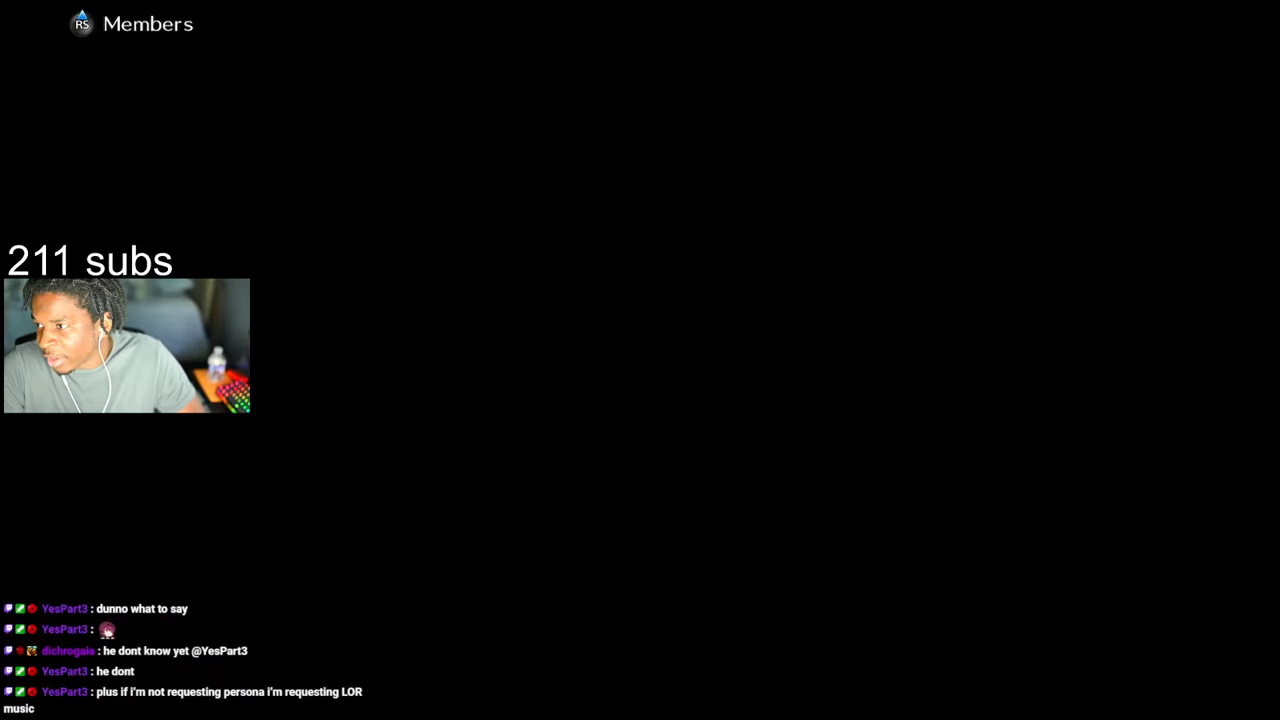 RS Members
211 subs
YesPart3 : dunno what to say
YesPart3 :
dichrogaia : he dont know yet @YesPart3
YesPart3 : he dont
YesPart3 : plus if i'm not requesting persona i'm requesting LOR
music